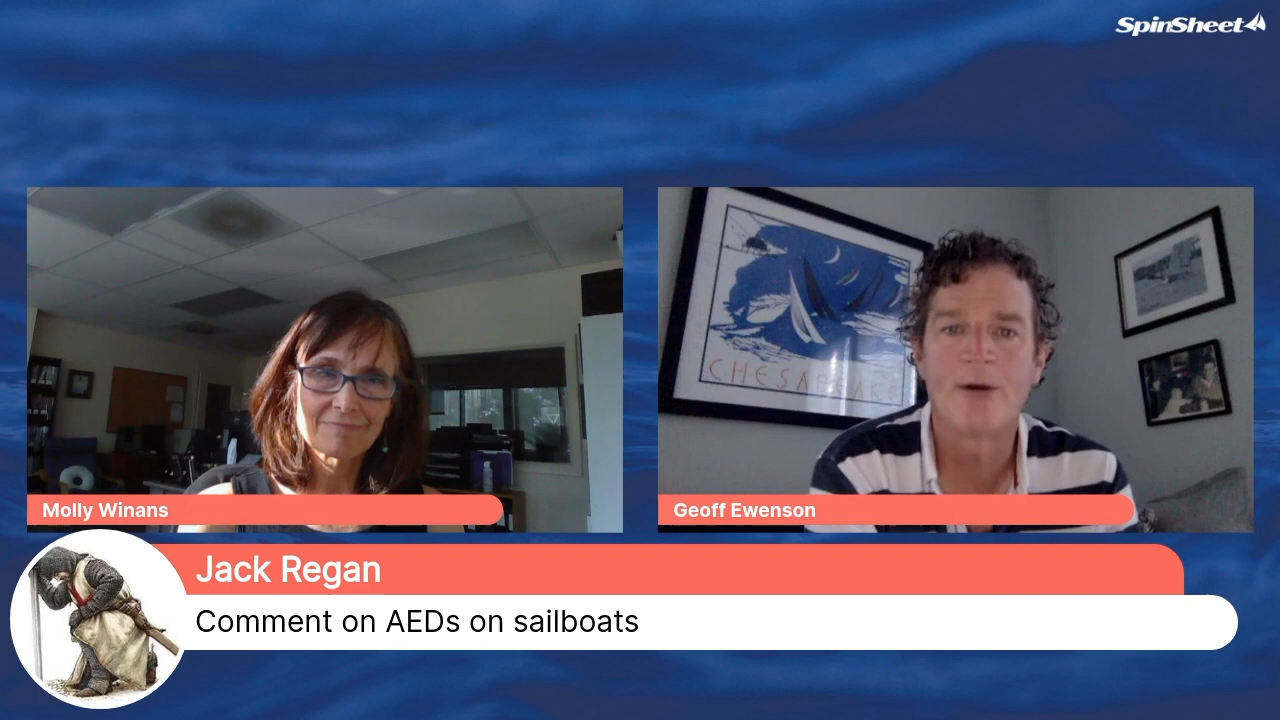 SpinSheet
CHESAPEAKE
Molly Winans
Geoff Ewenson
Jack Regan
Comment on AEDs on sailboats